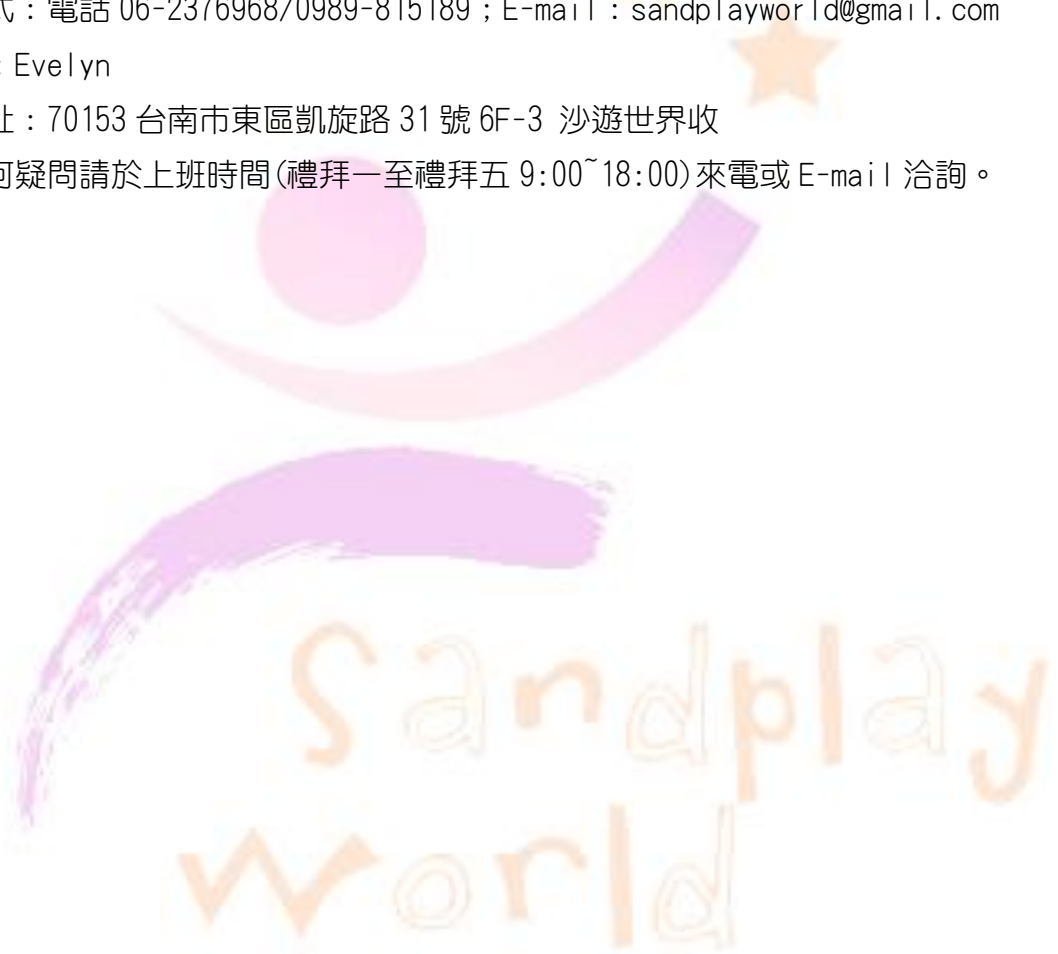 式：電話 06-2376968/0989-815189；E-mail：sandplayworld@gmail.com
：Evelyn
址：70153 台南市東區凱旋路 31 號 6F-3 沙遊世界收
何疑問請於上班時間(禮拜一至禮拜五 9:00~18:00)來電或 E-mail 洽詢。
Sandplay
World